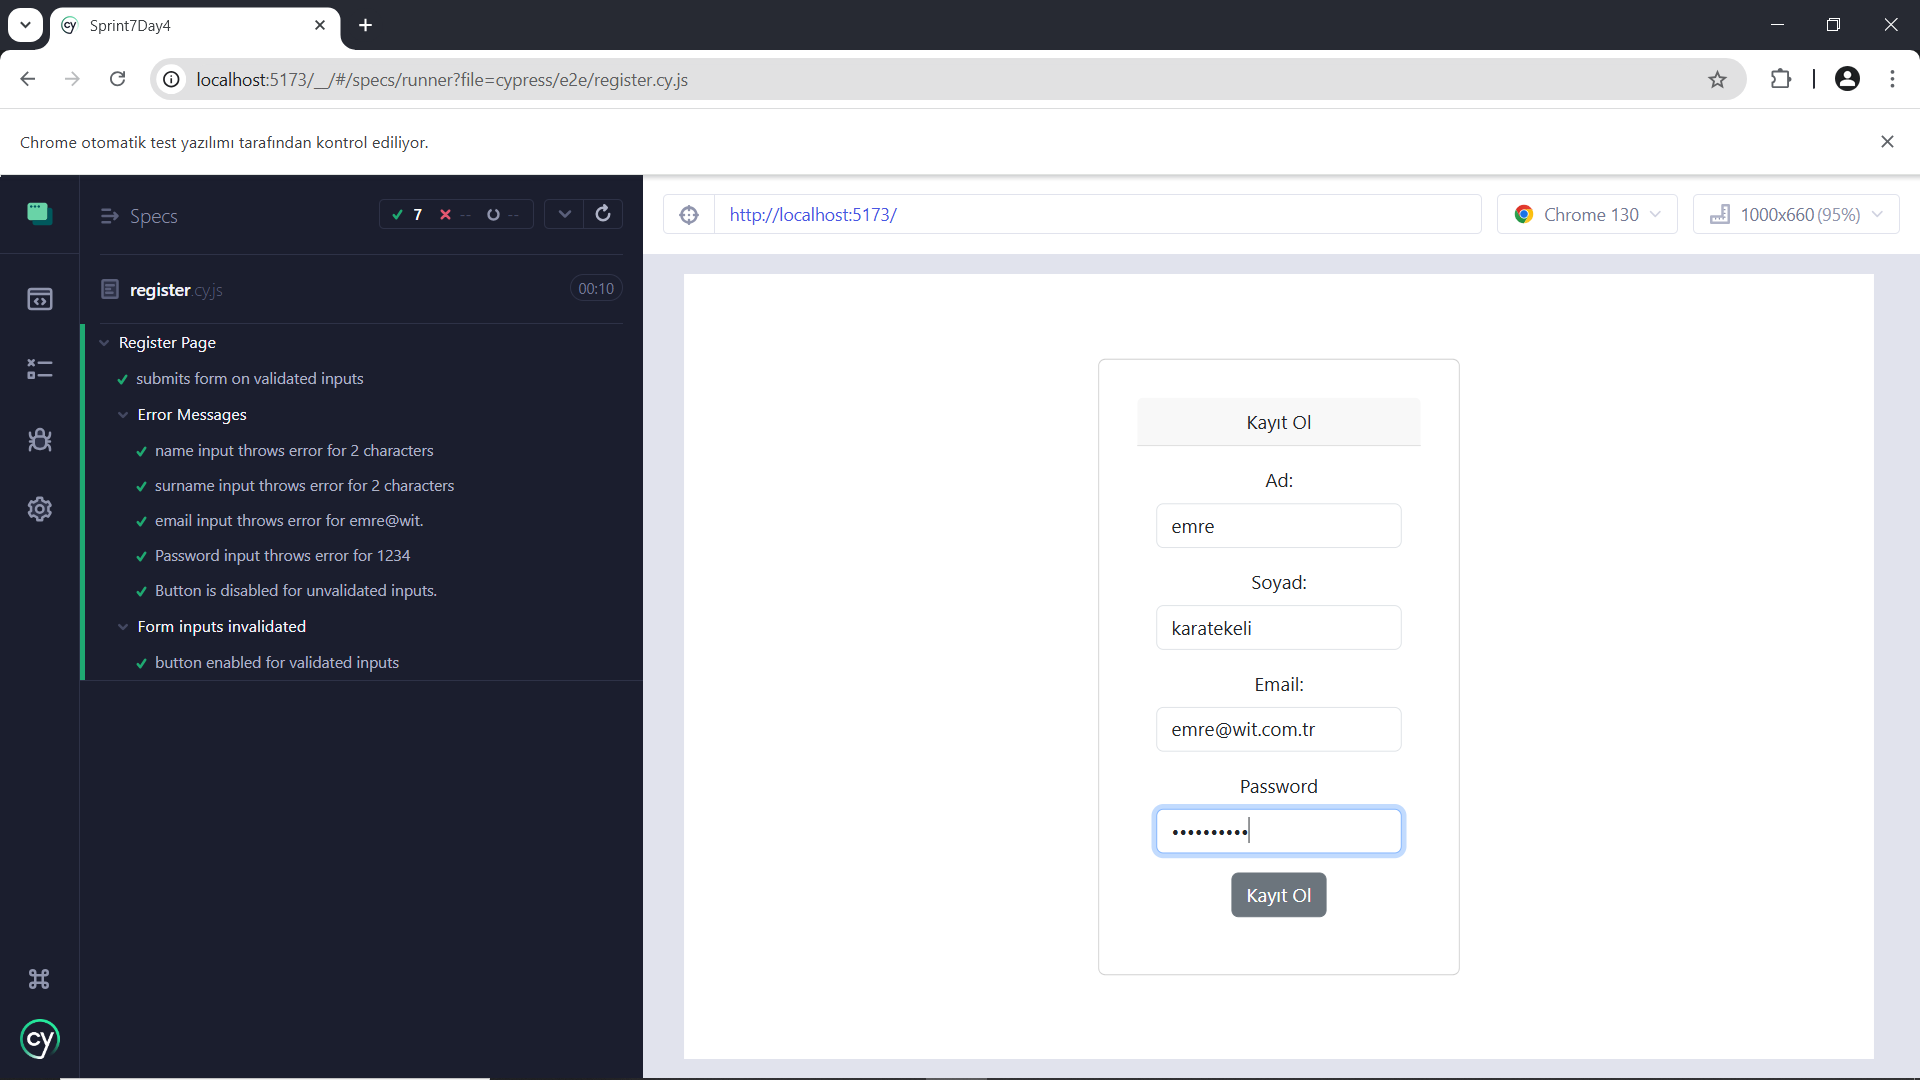 Sprint7Day4
localhost:5173/__/#/specs/runner?file=cypress/e2e/register.cy.js
Chrome otomatik test yazılımı tarafından kontrol ediliyor.
Specs
7 -- --
http://localhost:5173/
Chrome 130
1000x660 (95%)
register.cy.js
00:10
Register Page
submits form on validated inputs
Error Messages
name input throws error for 2 characters
surname input throws error for 2 characters
email input throws error for emre@wit.
Password input throws error for 1234
Button is disabled for unvalidated inputs.
Form inputs invalidated
button enabled for validated inputs
cy
Kayıt Ol
Ad:
emre
Soyad:
karatekeli
Email:
emre@wit.com.tr
Password
••••••••••
Kayıt Ol